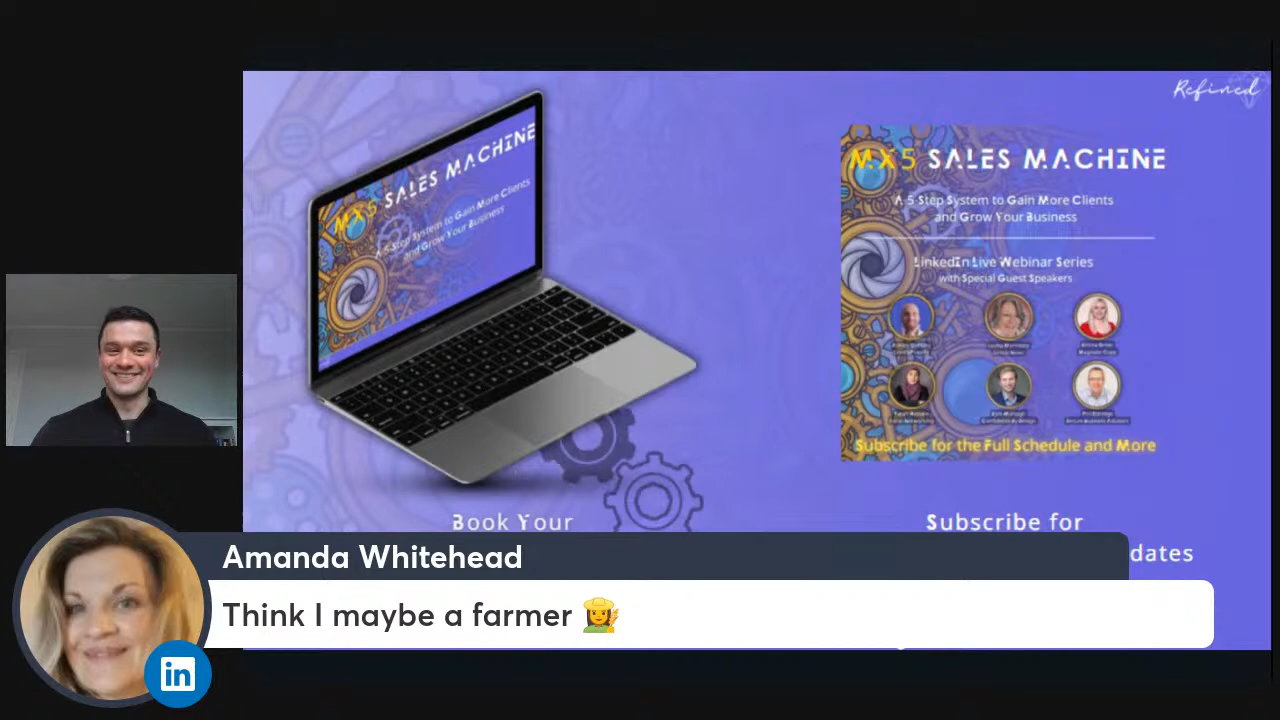 Refined
MX5 SALES MACHINE
A 5 Step System to Gain More Clients
and Grow Your Business
MX5 SALES MACHINE
A 5 Step System to Gain More Clients
and Grow Your Business
LinkedIn Live Webinar Series
with Special Guest Speakers
Subscribe for the Full Schedule and More
Book Your
Subscribe for
dates
Amanda Whitehead
Think I maybe a farmer 👩‍🌾
in